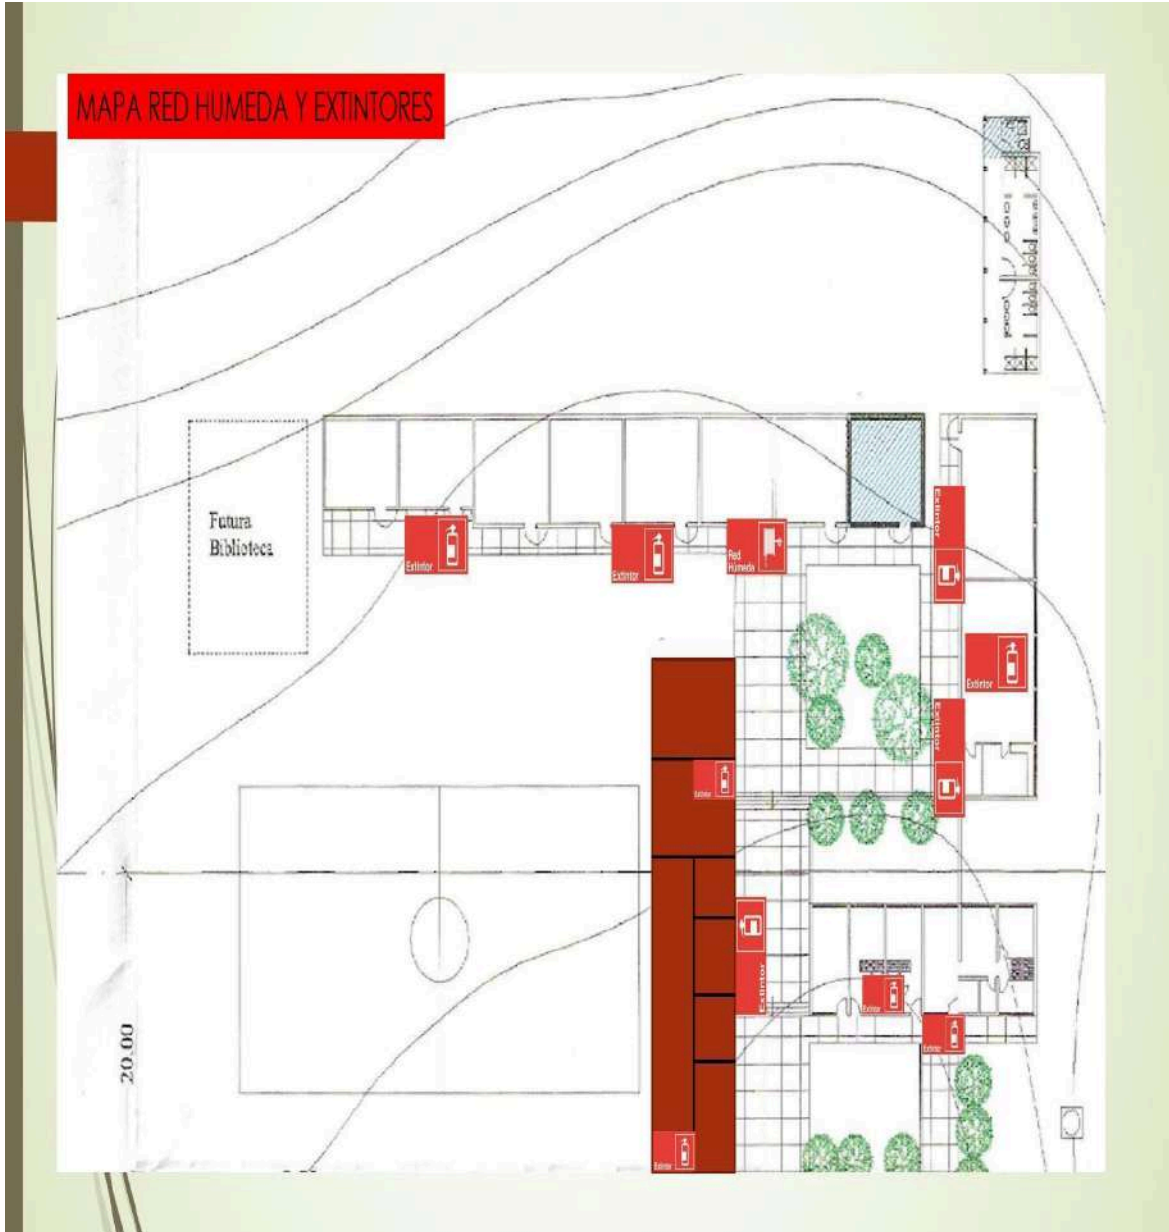 MAPA RED HUMEDA Y EXTINTORES
Futura
Biblioteca
Extintor
Extintor
Red
Húmeda
Extintor
Extintor
Extintor
Extintor
Extintor
Extintor
Extintor
Extintor
20.00